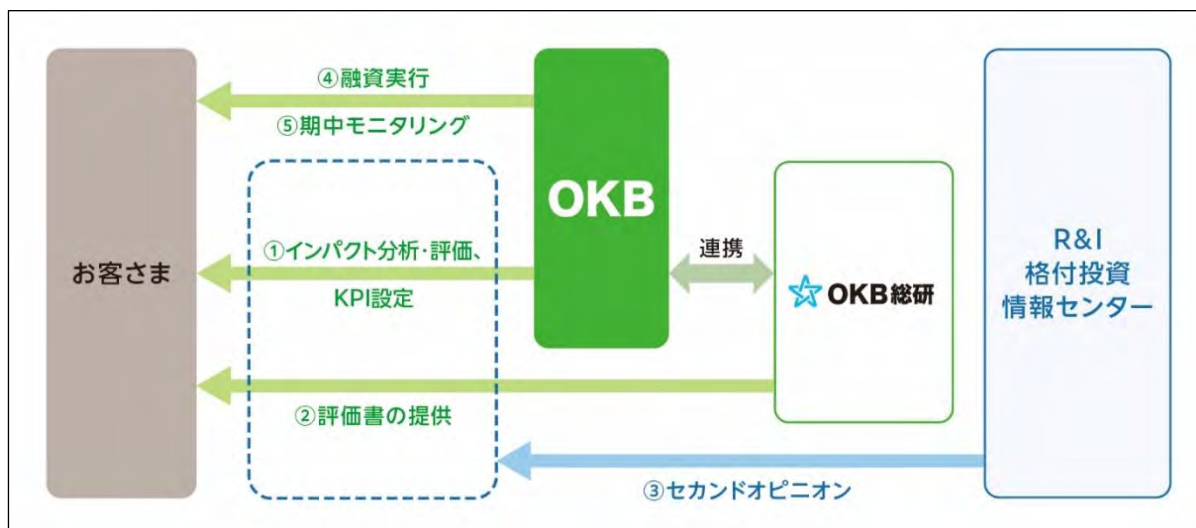 ④融資実行
⑤期中モニタリング
お客さま
①インパクト分析・評価、
KPI設定
②評価書の提供
OKB
連携
OKB総研
R&I
格付投資
情報センター
③セカンドオピニオン